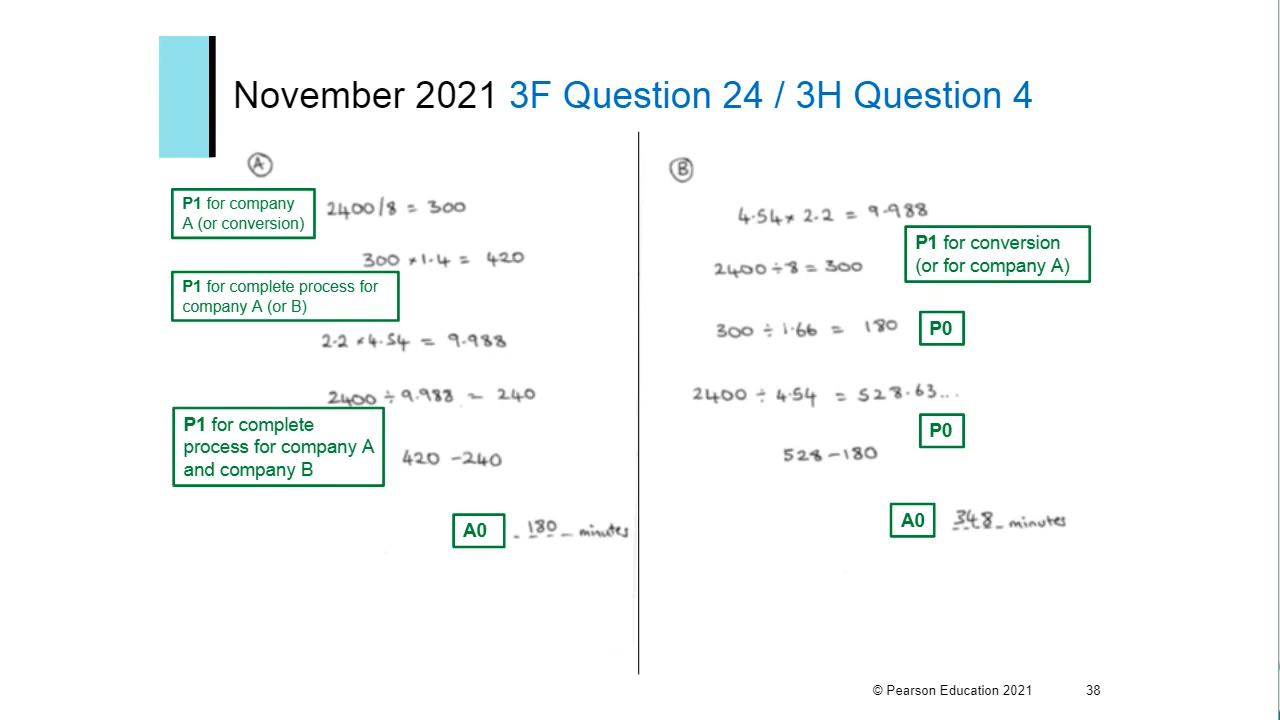 November 2021 3F Question 24 / 3H Question 4
A
P1 for company
A (or conversion)
2400/8 = 300
300 × 1.4 = 420
P1 for complete process for
company A (or B)
2.2 × 4.54 = 9.988
2400 ÷ 9.988 = 240
P1 for complete
process for company A
and company B
420 - 240
A0
180 minutes
B
4.54 × 2.2 = 9.988
P1 for conversion
(or for company A)
2400 ÷ 8 = 300
300 ÷ 1.66 = 180
P0
2400 ÷ 4.54 = 528.63...
P0
528 - 180
A0
348 minutes
© Pearson Education 2021
38